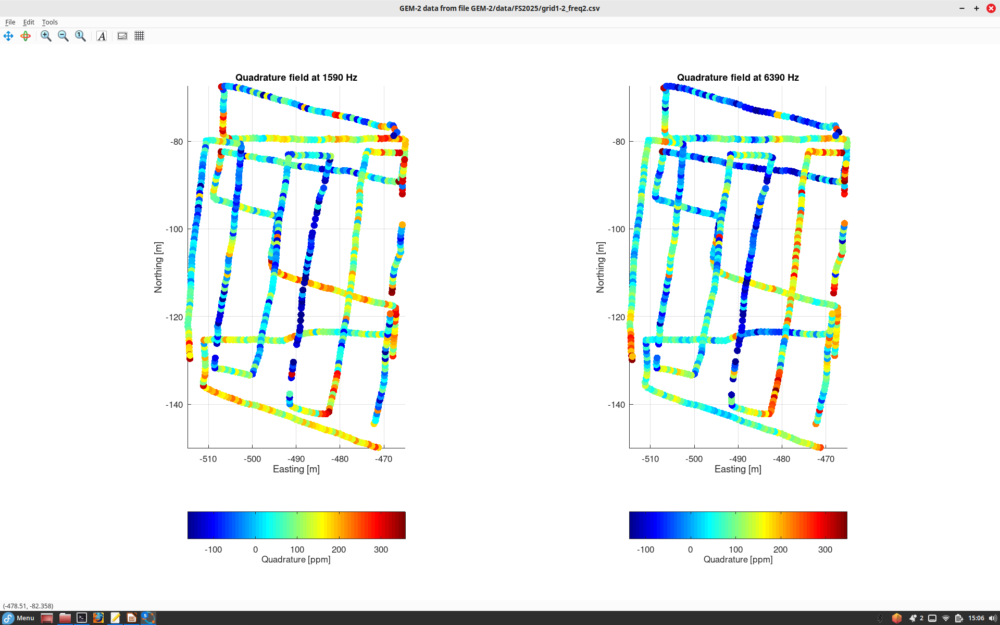 GEM-2 data from file GEM-2/data/FS2025/grid1-2_freq2.csv
File Edit Tools
1 A
Quadrature field at 1590 Hz
-80
-100
-120
-140
Northing [m]
-510 -500 -490 -480 -470
Easting [m]
-100 0 100 200 300
Quadrature [ppm]
Quadrature field at 6390 Hz
-80
-100
-120
-140
Northing [m]
-510 -500 -490 -480 -470
Easting [m]
-100 0 100 200 300
Quadrature [ppm]
(-478.51, -82.358)
Menu 5 2 15:06